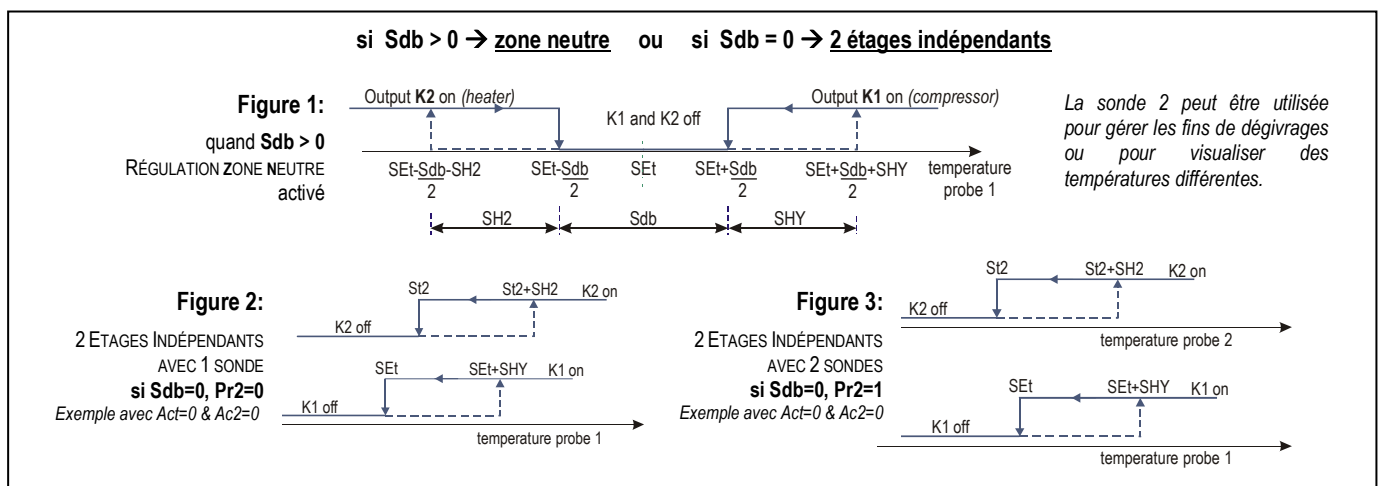 si Sdb > 0 → zone neutre ou si Sdb = 0 → 2 étages indépendants
Figure 1:
quand Sdb > 0
RÉGULATION ZONE NEUTRE
activé
Output K2 on (heater)
K1 and K2 off
Output K1 on (compressor)
SEt-Sdb-SH2
2
SEt-Sdb
2
SEt
SEt+Sdb
2
SEt+Sdb+SHY
2
temperature
probe 1
SH2
Sdb
SHY
La sonde 2 peut être utilisée
pour gérer les fins de dégivrages
ou pour visualiser des
températures différentes.
Figure 2:
2 ETAGES INDÉPENDANTS
AVEC 1 SONDE
si Sdb=0, Pr2=0
Exemple avec Act=0 & Ac2=0
St2
St2+SH2
K2 on
K2 off
SEt
SEt+SHY
K1 on
K1 off
temperature probe 1
Figure 3:
2 ETAGES INDÉPENDANTS
AVEC 2 SONDES
si Sdb=0, Pr2=1
Exemple avec Act=0 & Ac2=0
St2
St2+SH2
K2 on
K2 off
temperature probe 2
SEt
SEt+SHY
K1 on
K1 off
temperature probe 1